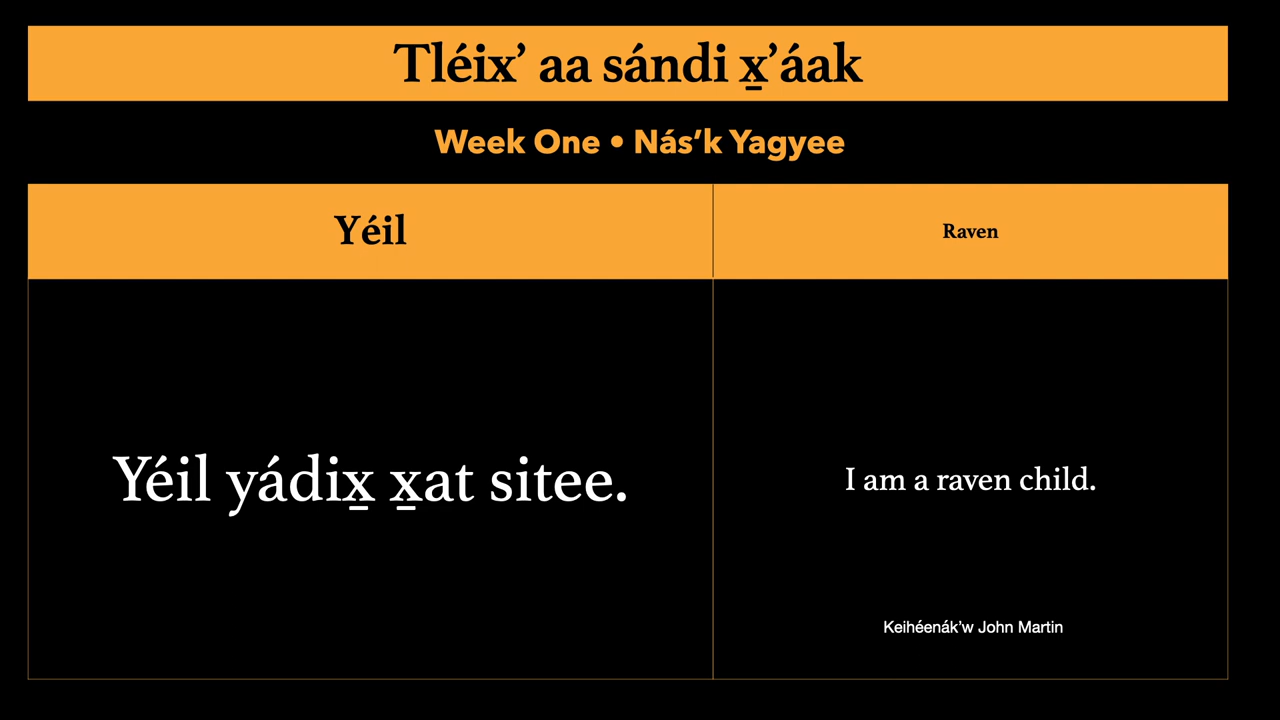 Tléix’ aa sándi x̱’áak
Week One • Nás’k Yagyee
Yéil
Raven
Yéil yádix̱ x̱at sitee.
I am a raven child.
Keihéenák’w John Martin